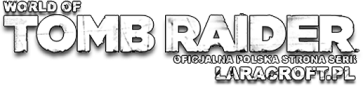 WORLD OF
TOMB RAIDER
OFICJALNA POLSKA STRONA SERII
LARACROFT.PL